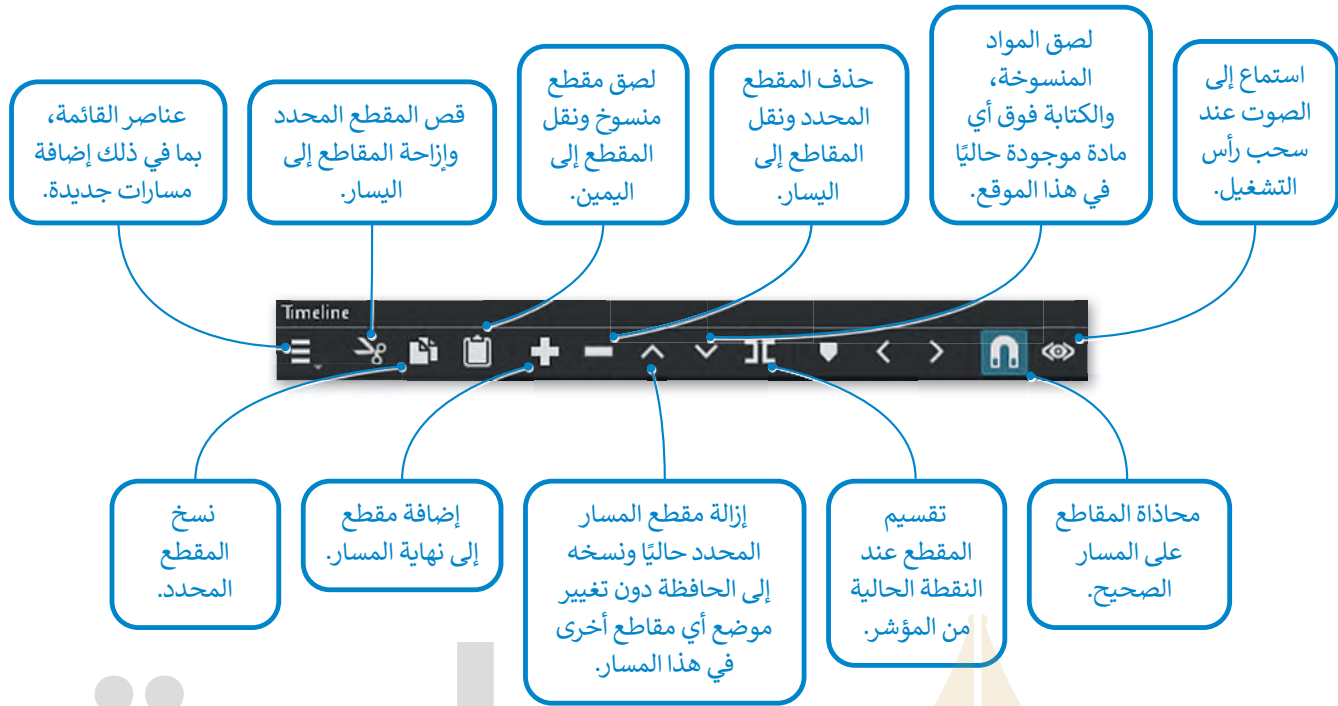 لصق المواد
المنسوخة،
والكتابة فوق أي
مادة موجودة حاليًا
في هذا الموقع.
استماع إلى
الصوت عند
سحب رأس
التشغيل.
حذف المقطع
المحدد ونقل
المقاطع إلى
اليسار.
لصق مقطع
منسوخ ونقل
المقطع إلى
اليمين.
قص المقطع المحدد
وإزاحة المقاطع إلى
اليسار.
عناصر القائمة،
بما في ذلك إضافة
مسارات جديدة.
Timeline
محاذاة المقاطع
على المسار
الصحيح.
تقسيم
المقطع عند
النقطة الحالية
من المؤشر.
إزالة مقطع المسار
المحدد حاليًا ونسخه
إلى الحافظة دون تغيير
موضع أي مقاطع أخرى
في هذا المسار.
إضافة مقطع
إلى نهاية المسار.
نسخ
المقطع
المحدد.